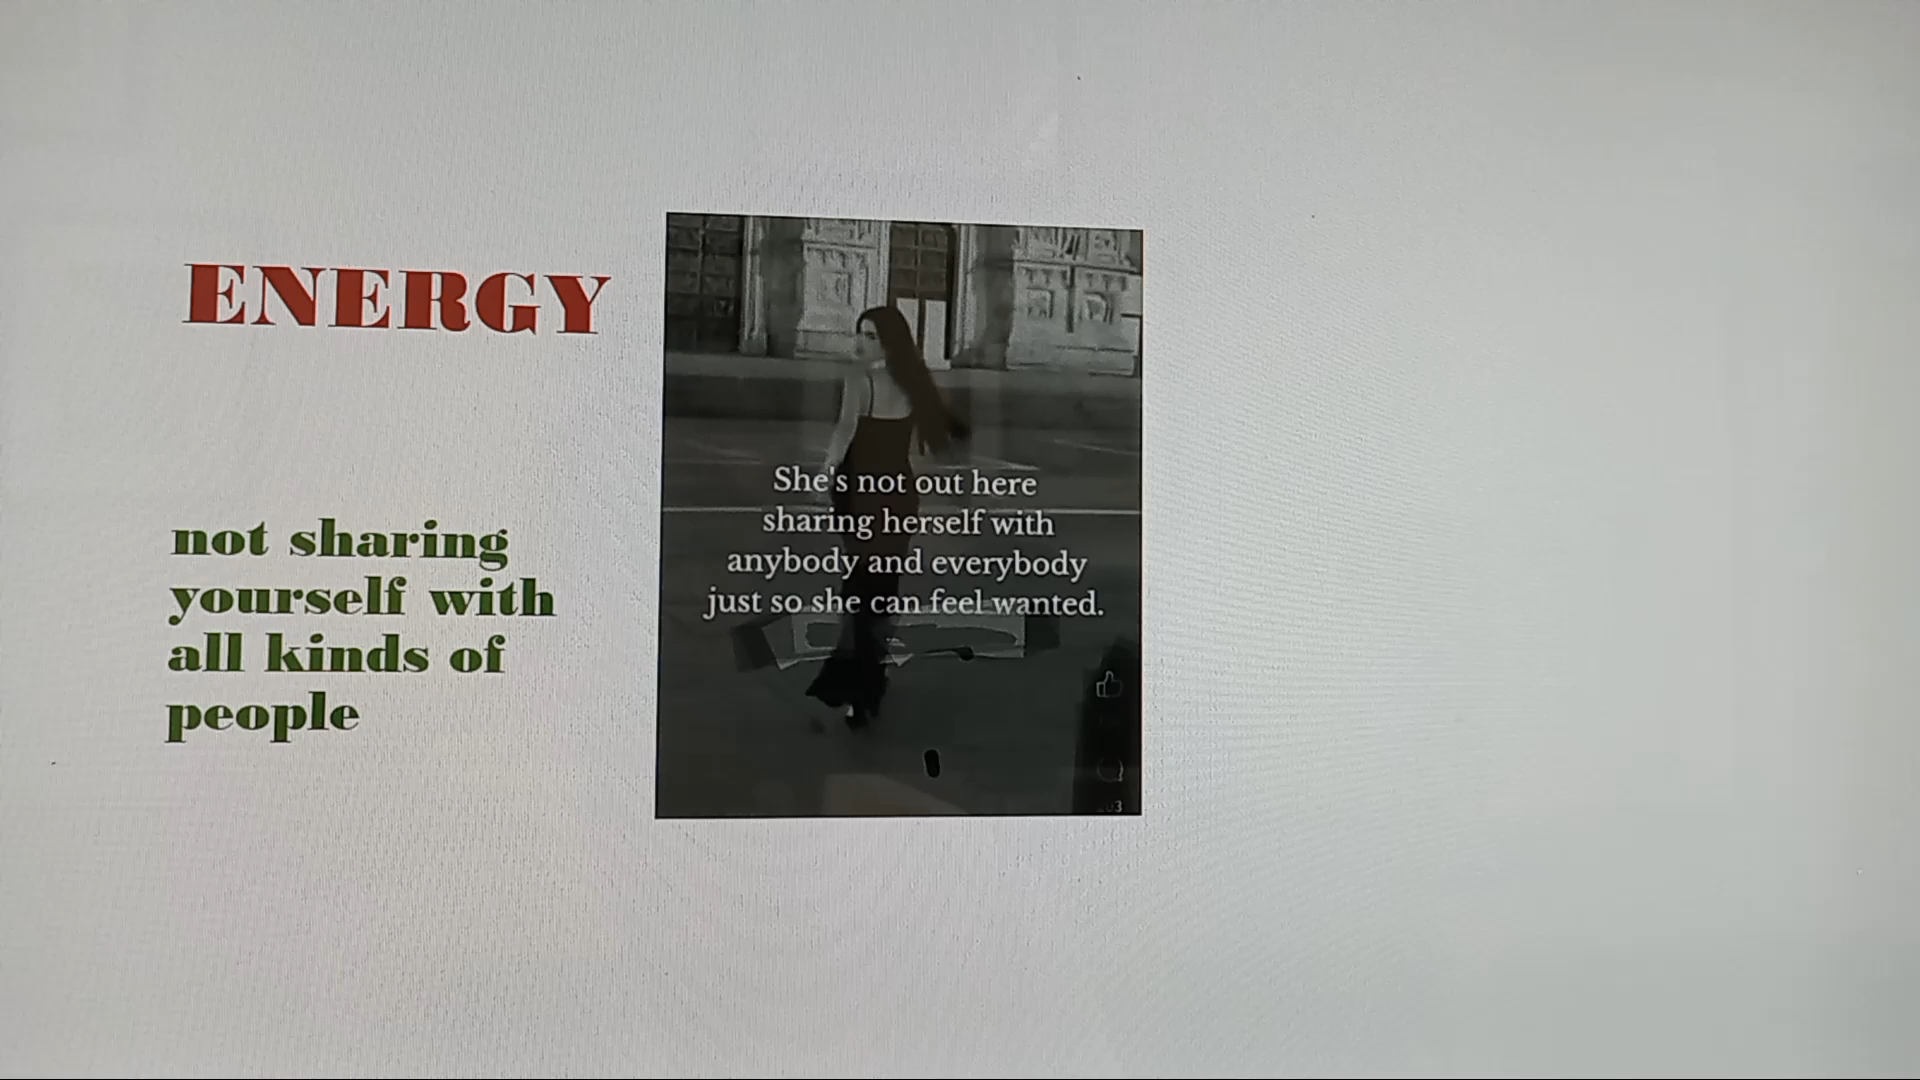 ENERGY
not sharing
yourself with
all kinds of
people
She's not out here
sharing herself with
anybody and everybody
just so she can feel wanted.